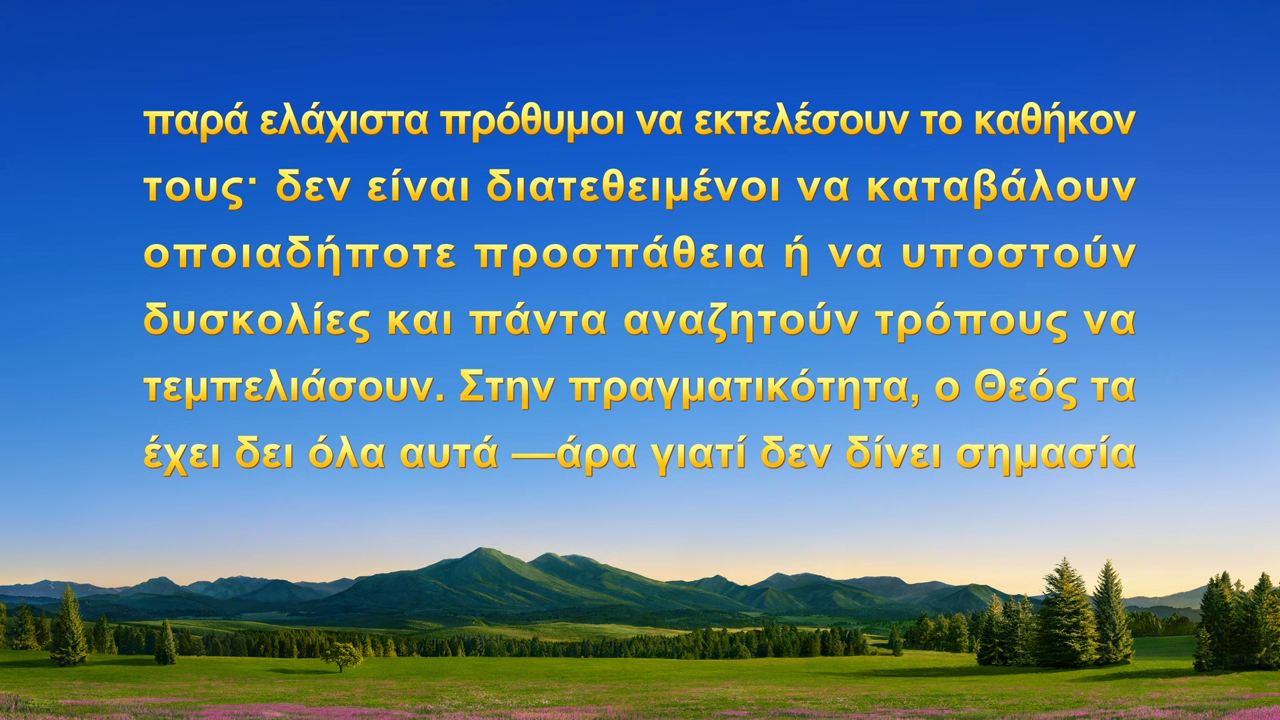 παρά ελάχιστα πρόθυμοι να εκτελέσουν το καθήκον
τους· δεν είναι διατεθειμένοι να καταβάλουν
οποιαδήποτε προσπάθεια ή να υποστούν
δυσκολίες και πάντα αναζητούν τρόπους να
τεμπελιάσουν. Στην πραγματικότητα, ο Θεός τα
έχει δει όλα αυτά —άρα γιατί δεν δίνει σημασία